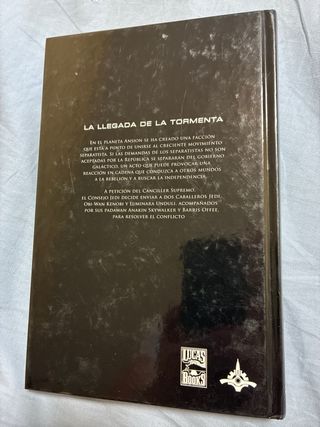 LA LLEGADA DE LA TORMENTA
En el planeta Ansion se ha creado una facción
que está a punto de unirse al creciente movimiento
separatista. Si las demandas de los separatistas no son
aceptadas por la República se separarán del gobierno
galáctico, un acto que puede provocar una
reacción en cadena que conduzca a otros mundos
a la rebelión y a buscar la independencia.
A petición del Canciller Supremo,
el Consejo Jedi decide enviar a dos Caballeros Jedi,
Obi-Wan Kenobi y Luminara Unduli, acompañados
por sus padawan Anakin Skywalker y Barris Offee,
para resolver el conflicto
LUCAS
BOOKS